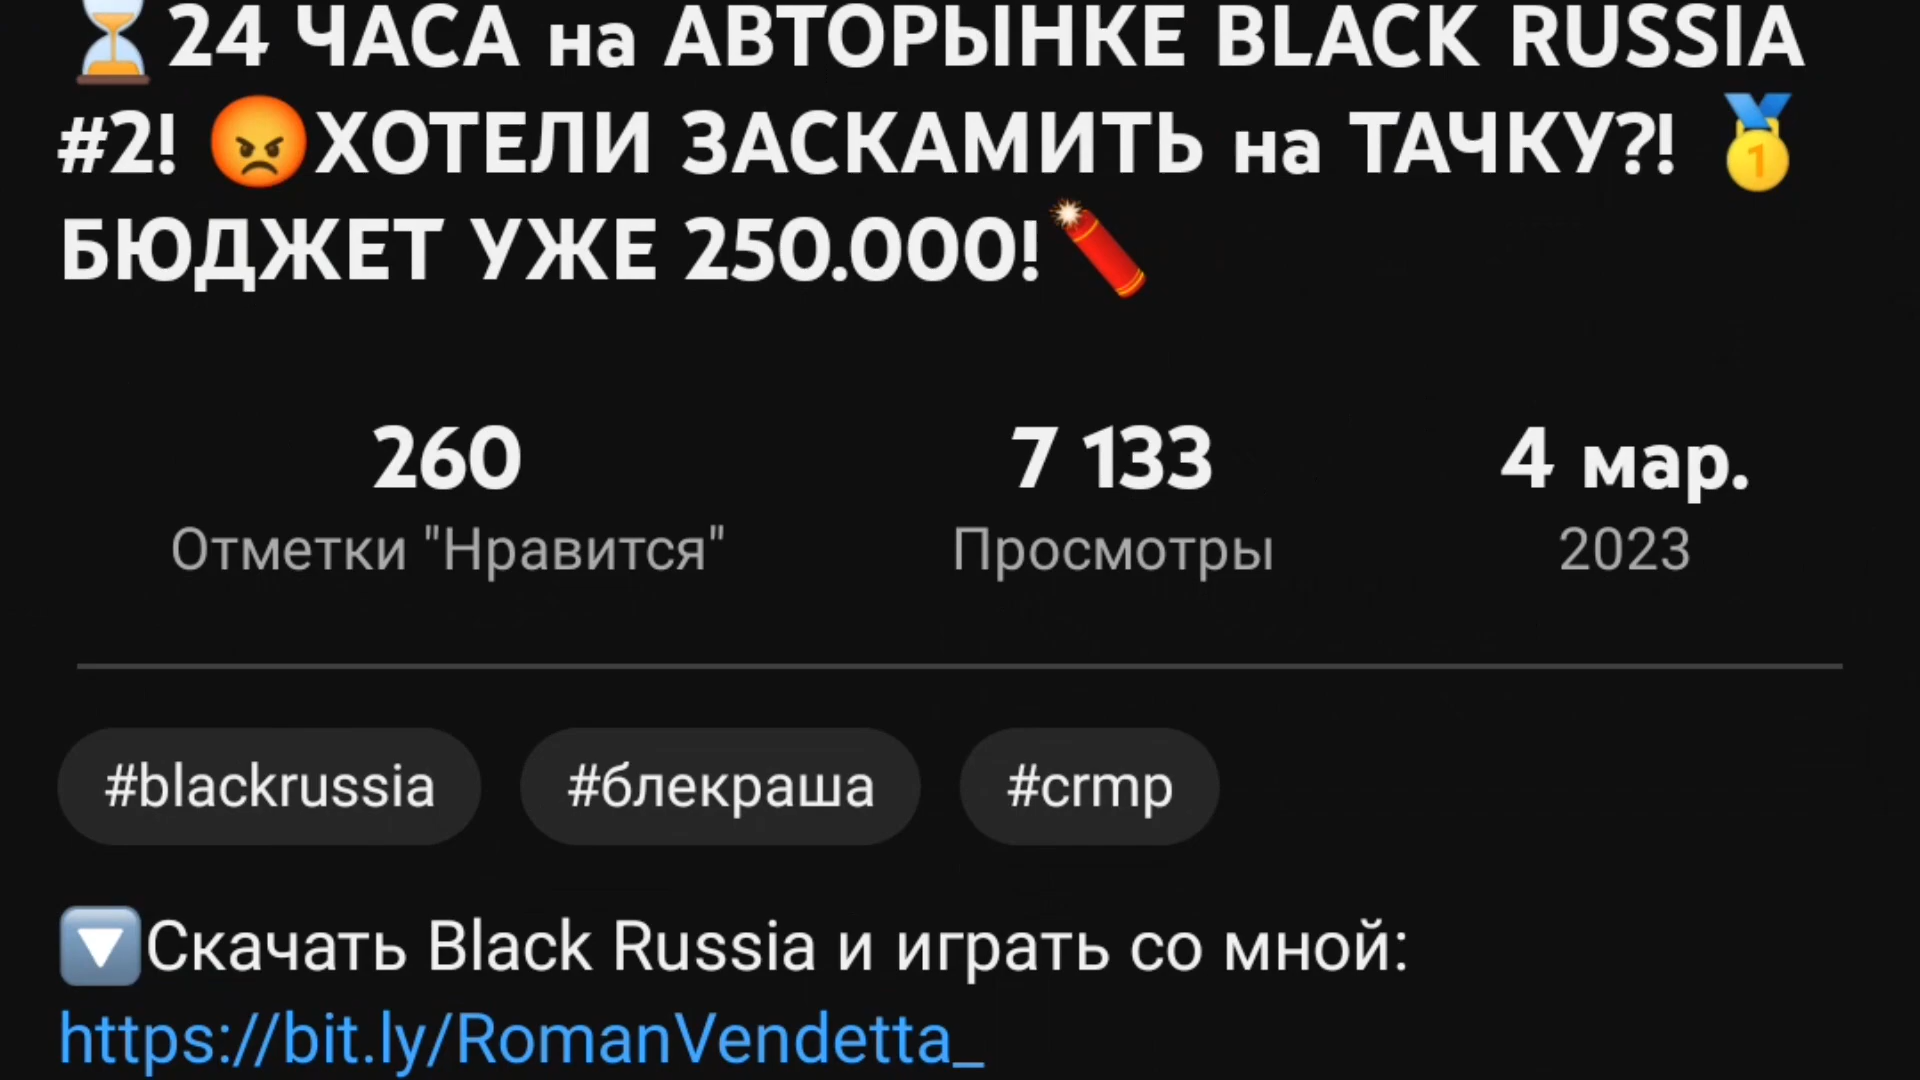 ⏳24 ЧАСА на АВТОРЫНКЕ BLACK RUSSIA
#2! 😡ХОТЕЛИ ЗАСКАМИТЬ на ТАЧКУ?! 🥇
БЮДЖЕТ УЖЕ 250.000!🧨
260 7 133 4 мар.
Отметки "Нравится" Просмотры 2023
#blackrussia #блекраша #crmp
🔽Скачать Black Russia и играть со мной:
https://bit.ly/RomanVendetta_